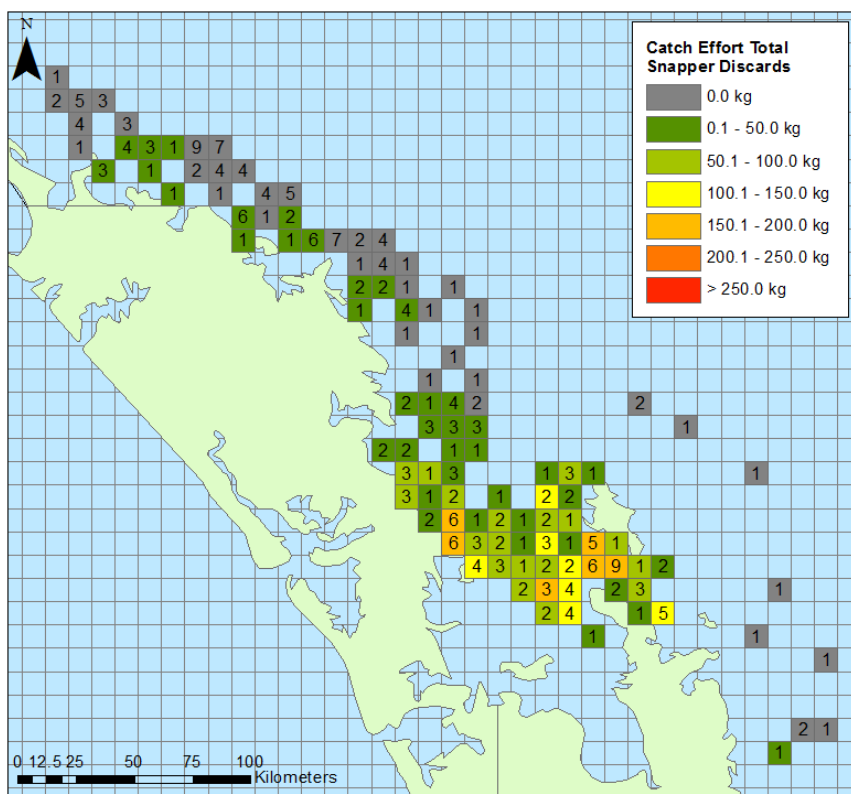 N
Catch Effort Total
Snapper Discards
0.0 kg
0.1 - 50.0 kg
50.1 - 100.0 kg
100.1 - 150.0 kg
150.1 - 200.0 kg
200.1 - 250.0 kg
> 250.0 kg
1
2 5 3
4 3
1 4 3 1 9 7
3 1 2 4 4
1 1 4 5
6 1 2
1 1 6 7 2 4
1 4 1
2 2 1 1
1 4 1 1
1 1
1
1 1
2 1 4 2 2
3 3 3 1
2 2 1 1
3 1 3 1 3 1 1
3 1 2 1 2 2
2 6 1 2 1 2 1
6 3 2 1 3 1 5 1
4 3 1 2 2 6 9 1 2
2 3 4 2 3 1
2 4 1 5
1 1
1
2 1
1
0 12.5 25 50 75 100
Kilometers